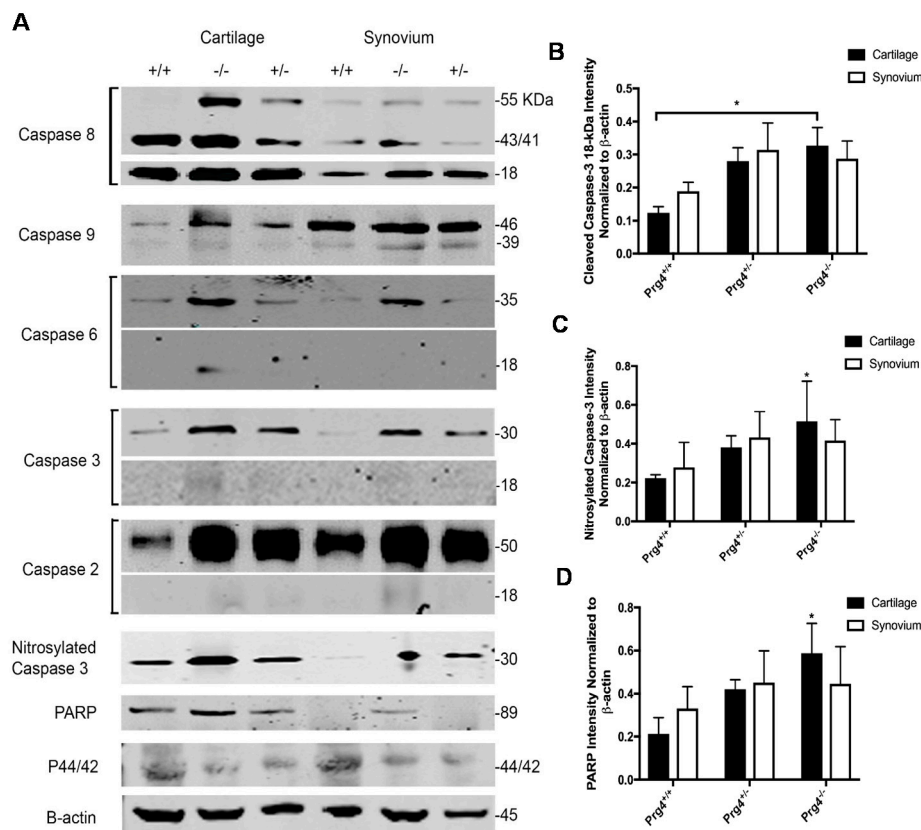 A
Cartilage Synovium
+/+ -/- +/- +/+ -/- +/-
Caspase 8
-55 KDa
-43/41
-18
Caspase 9
-46
-39
Caspase 6
-35
-18
Caspase 3
-30
-18
Caspase 2
-50
-18
Nitrosylated
Caspase 3
-30
PARP
-89
P44/42
-44/42
B-actin
-45
B
Cartilage
Synovium
Cleaved Caspase-3 18-kDa Intensity
Normalized to β-actin
0.5
0.4
0.3
0.2
0.1
0.0
*
Prg4+/+
Prg4+/-
Prg4-/-
C
Cartilage
Synovium
Nitrosylated Caspase-3 Intensity
Normalized to β-actin
0.8
0.6
0.4
0.2
0.0
*
Prg4+/+
Prg4+/-
Prg4-/-
D
Cartilage
Synovium
PARP Intensity Normalized to
β-actin
0.8
0.6
0.4
0.2
0.0
*
Prg4+/+
Prg4+/-
Prg4-/-